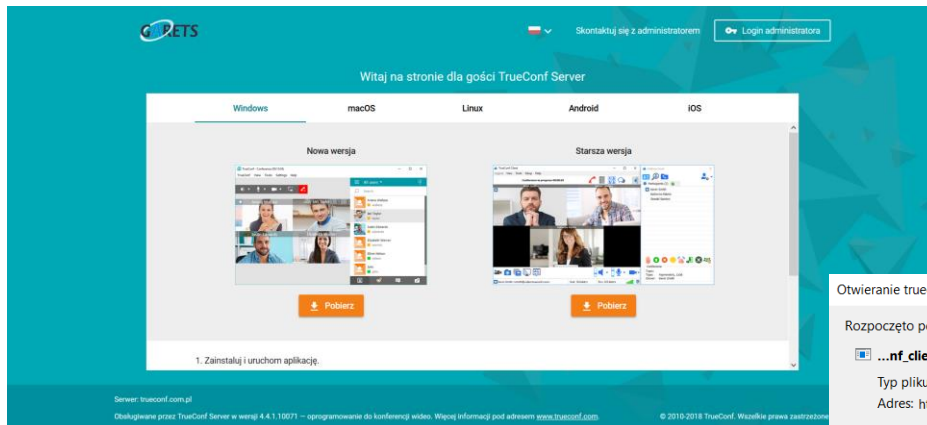 GARETS
Skontaktuj się z administratorem
Login administratora
Witaj na stronie dla gości TrueConf Server
Windows macOS Linux Android iOS
Nowa wersja Starsza wersja
Pobierz Pobierz
1. Zainstaluj i uruchom aplikację.
Serwer: trueconf.com.pl
Obsługiwane przez TrueConf Server w wersji 4.4.1.10071 – oprogramowanie do konferencji wideo. Więcej informacji pod adresem www.trueconf.com.
© 2010-2018 TrueConf. Wszelkie prawa zastrzeżone
Otwieranie true
Rozpoczęto p
...nf_clie
Typ pliku
Adres: h